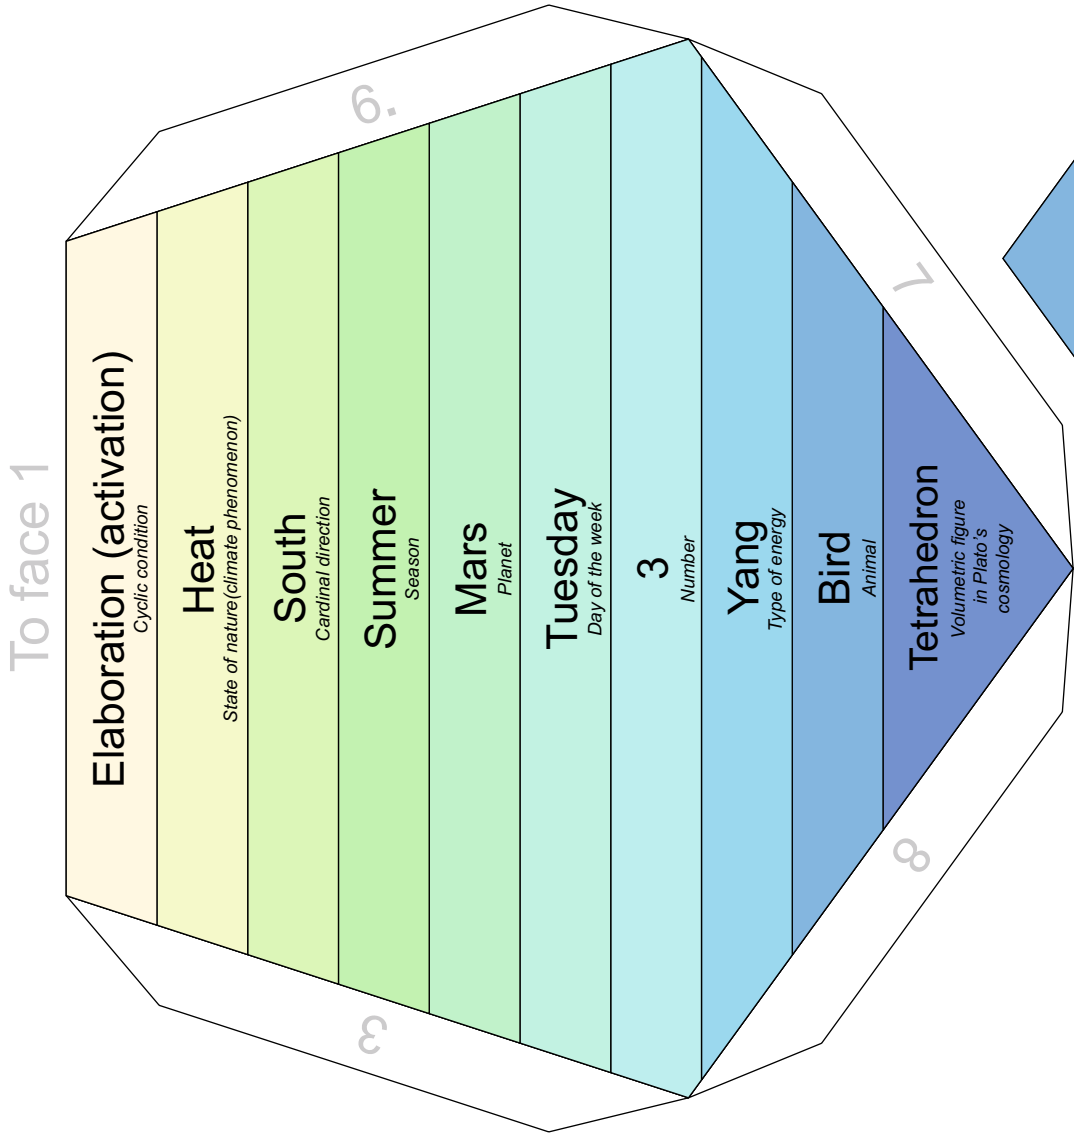 To face 1
6.
Elaboration (activation)
Cyclic condition
Heat
State of nature(climate phenomenon)
South
Cardinal direction
Summer
Season
Mars
Planet
Tuesday
Day of the week
3
Number
Yang
Type of energy
Bird
Animal
Tetrahedron
Volumetric figure
in Plato's
cosmology
7
3
8